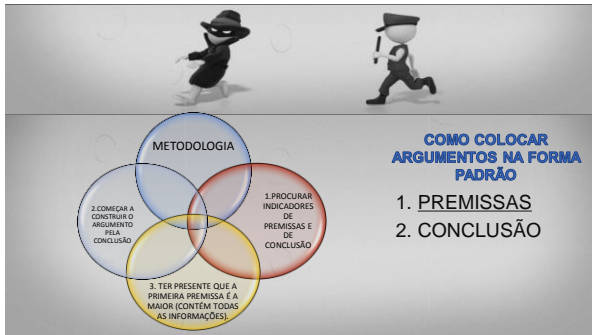 METODOLOGIA
1.PROCURAR
INDICADORES
DE
PREMISSAS E
DE
CONCLUSÃO
2.COMEÇAR A
CONSTRUIR O
ARGUMENTO
PELA
CONCLUSÃO
3. TER PRESENTE QUE A
PRIMEIRA PREMISSA É A
MAIOR (CONTÉM TODAS
AS INFORMAÇÕES).
COMO COLOCAR
ARGUMENTOS NA FORMA
PADRÃO
1. PREMISSAS
2. CONCLUSÃO